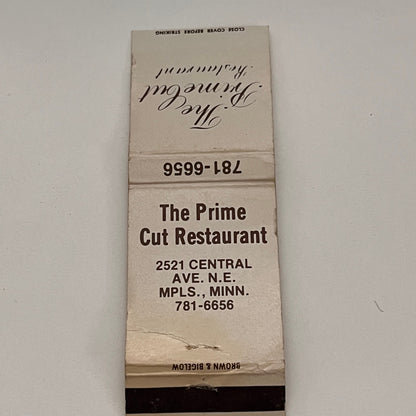 CLOSE COVER BEFORE STRIKING
The
Prime Cut
Restaurant
781-6656
The Prime
Cut Restaurant
2521 CENTRAL
AVE. N.E.
MPLS., MINN.
781-6656
BROWN & BIGELOW